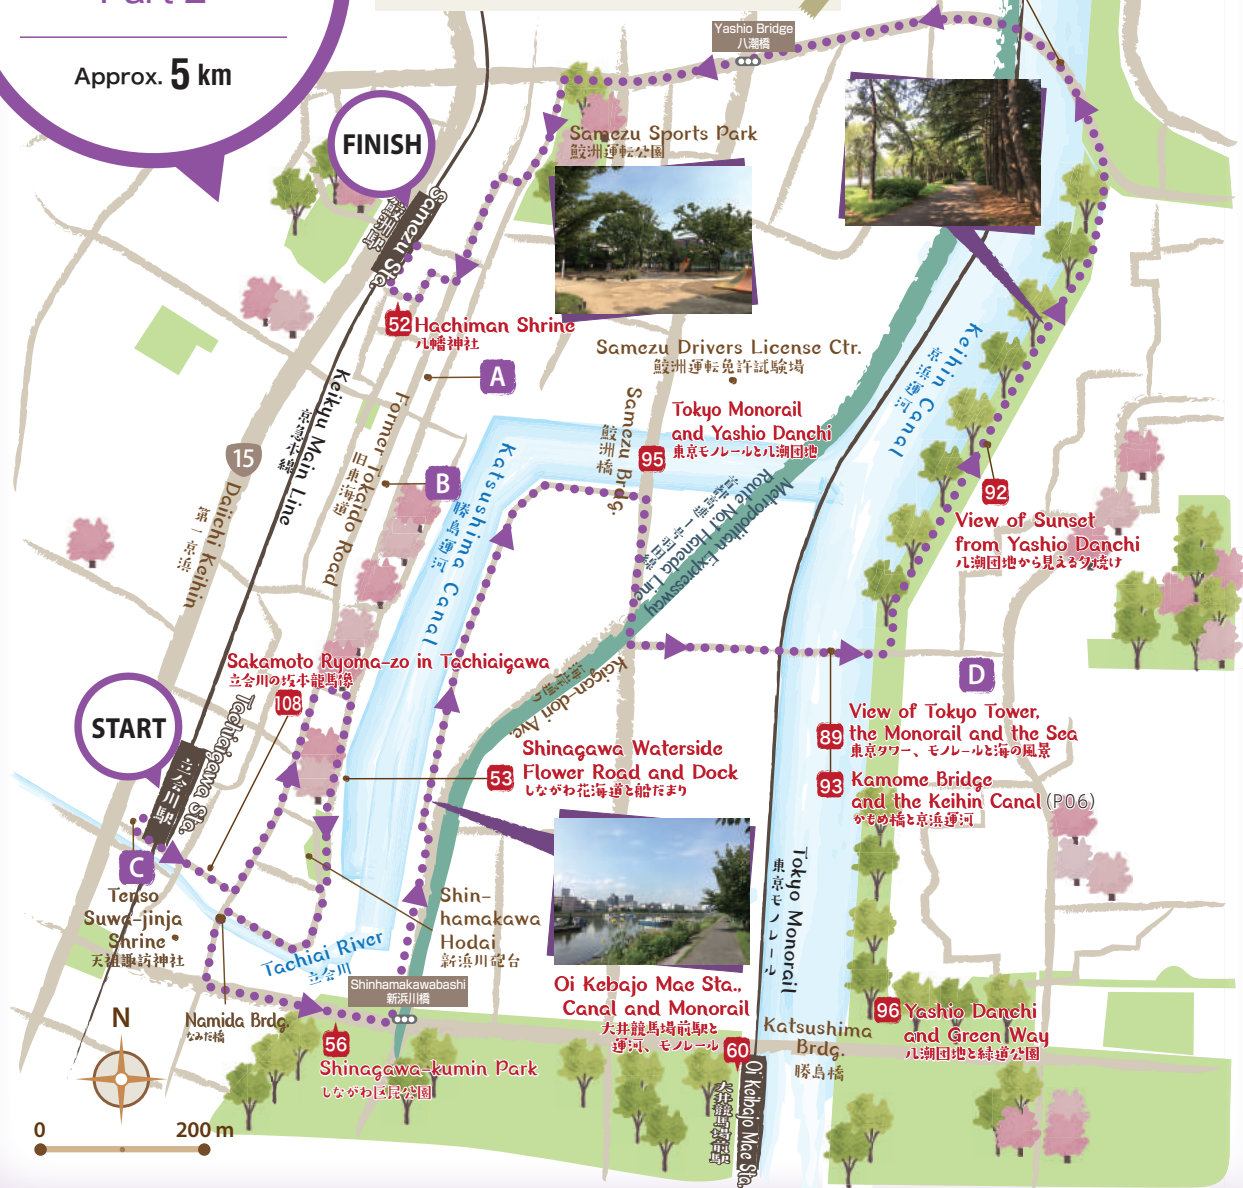 Part 2
Approx. 5 km
Yashio Bridge
八潮橋
FINISH
Samezu Sports Park
鮫洲運転公園
Samezu Sta.
鮫洲駅
52
Hachiman Shrine
八幡神社
A
Samezu Drivers License Ctr.
鮫洲運転免許試験場
Keihin Canal
京浜運河
Keikyu Main Line
京急本線
Former Tokaido Road
旧東海道
Samezu Brdg.
鮫洲橋
Tokyo Monorail
and Yashio Danchi
東京モノレールと八潮団地
95
15
Daiichi Keihin
第一京浜
B
Katsushima Canal
勝島運河
Metropolitan Expressway
Route No.1 Haneda Line
首都高速1号羽田線
92
View of Sunset
from Yashio Danchi
八潮団地から見える夕焼け
Sakamoto Ryoma-zo in Tachiaigawa
立会川の坂本龍馬像
108
Kaigan-dori Ave.
海岸通り
D
START
Tachiaigawa Sta.
立会川駅
89
View of Tokyo Tower,
the Monorail and the Sea
東京タワー、モノレールと海の風景
53
Shinagawa Waterside
Flower Road and Dock
しながわ花海道と船だまり
93
Kamome Bridge
and the Keihin Canal (P06)
かもめ橋と京浜運河
C
Tenso
Suwa-jinja
Shrine
天祖諏訪神社
Shin-
hamakawa
Hodai
新浜川砲台
Tokyo Monorail
東京モノレール
Tachiai River
立会川
Shinhamakawabashi
新浜川橋
Oi Kebajo Mae Sta.,
Canal and Monorail
大井競馬場前駅と
運河、モノレール
60
Katsushima
Brdg.
勝島橋
96
Yashio Danchi
and Green Way
八潮団地と緑道公園
N
Namida Brdg.
なみだ橋
56
Shinagawa-kumin Park
しながわ区民公園
Oi Keibajo Mae Sta.
大井競馬場前駅
0
200 m